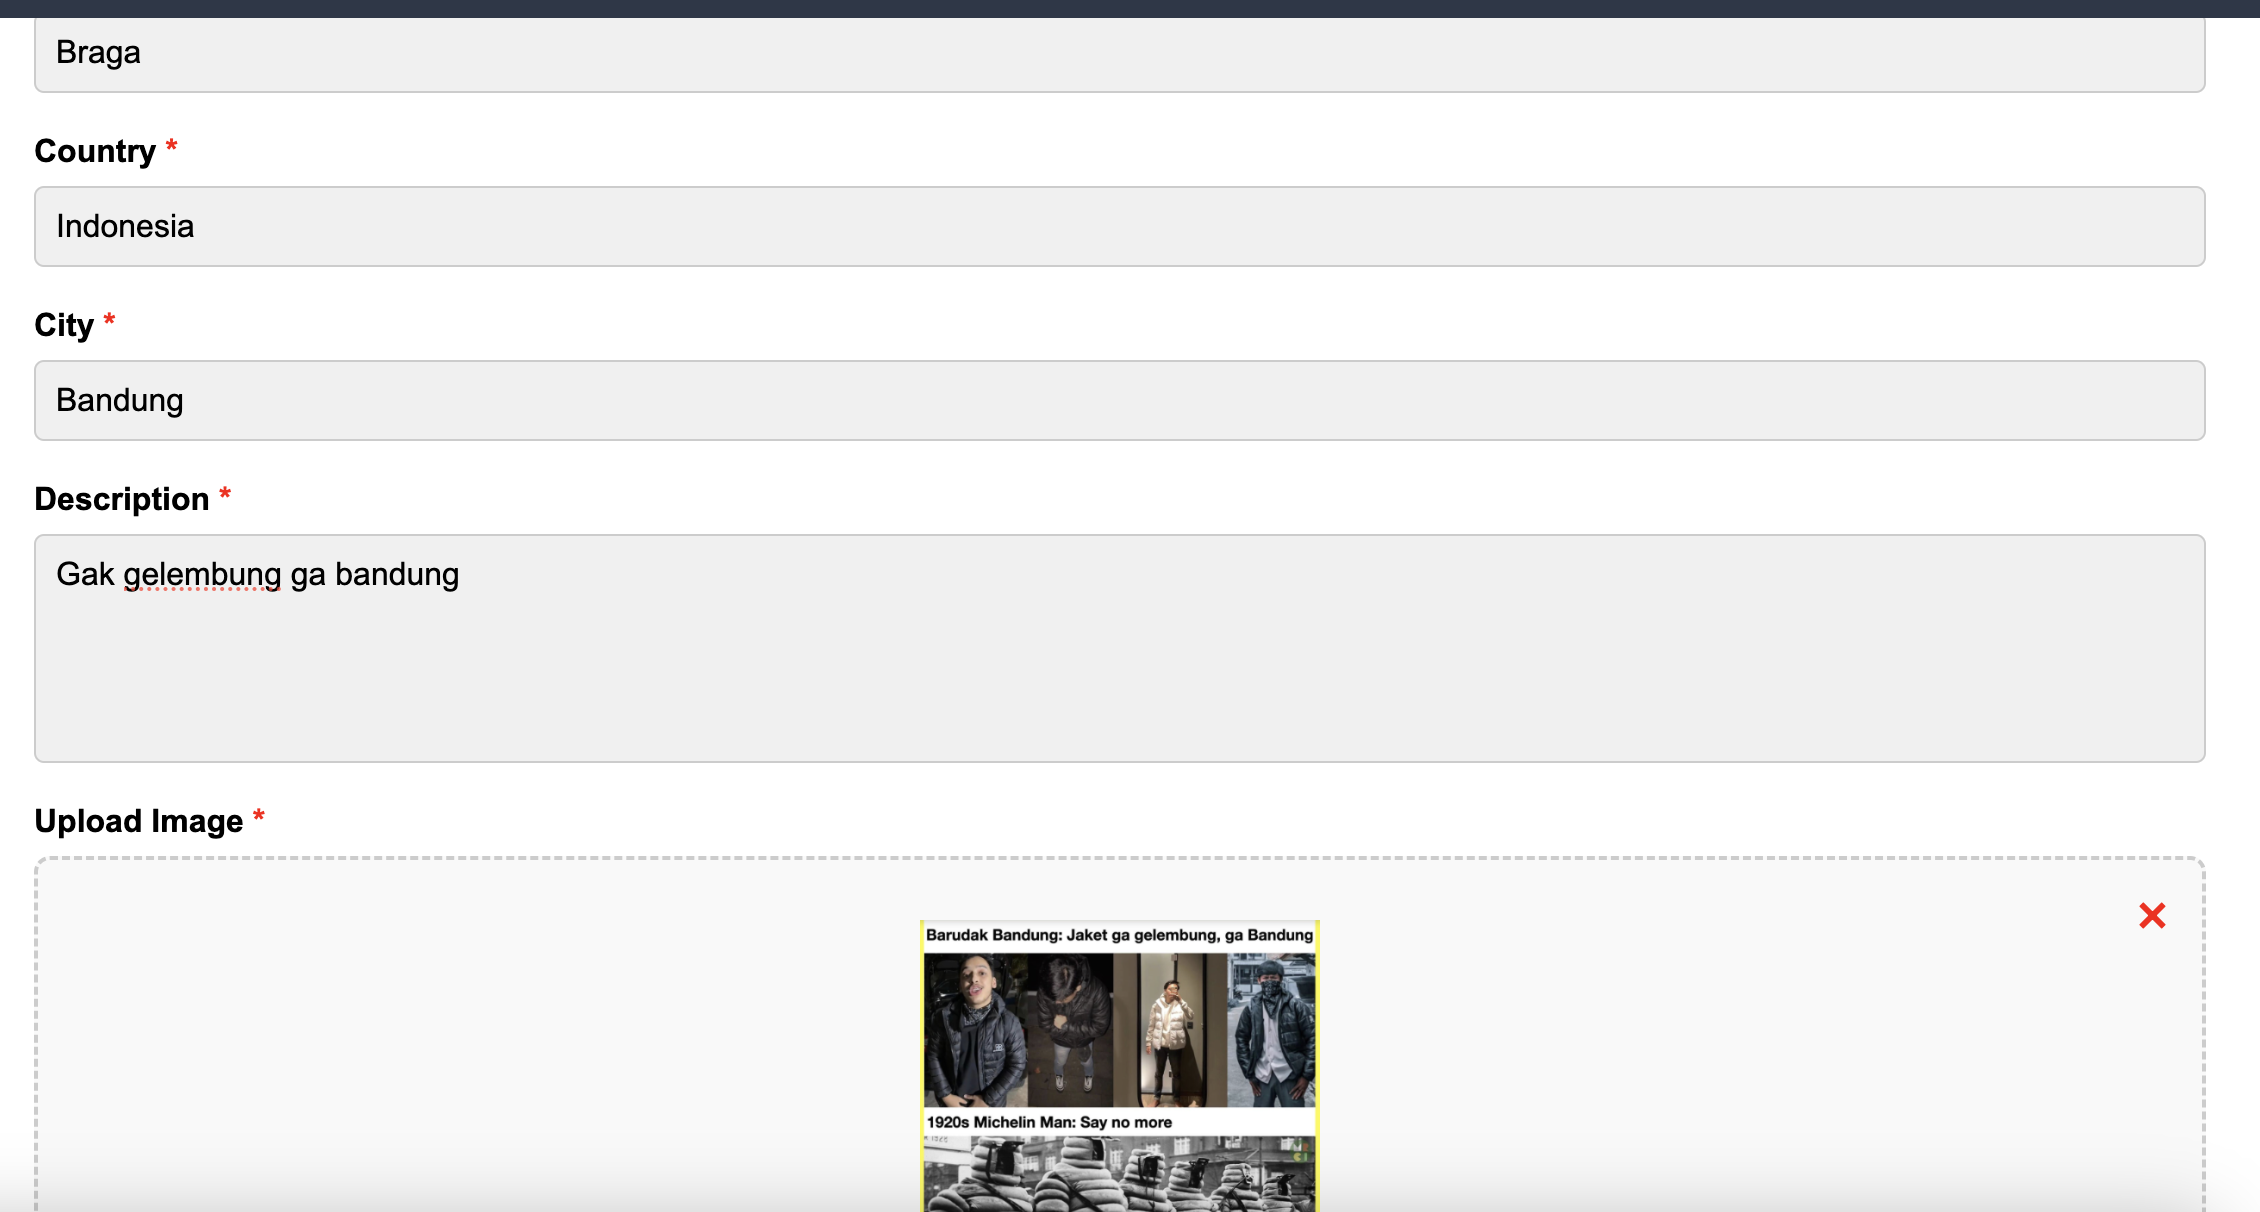 Braga
Country *
Indonesia
City *
Bandung
Description *
Gak gelembung ga bandung
Upload Image *
Barudak Bandung: Jaket ga gelembung, ga Bandung
1920s Michelin Man: Say no more